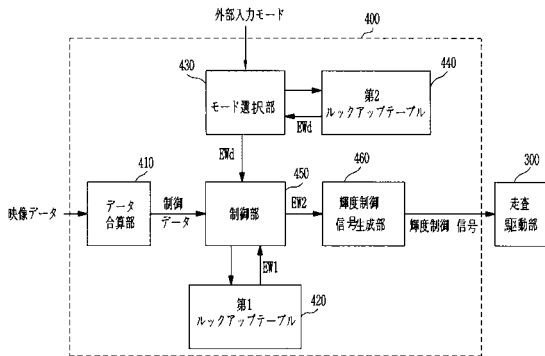 外部入力モード
400
430
440
モード選択部
第2
ルックアップテーブル
EWd
EWd
410
450
460
300
映像データ
データ
合算部
制御
データ
制御部
EW2
輝度制御
信号生成部
輝度制御 信号
走査
駆動部
EW1
420
第1
ルックアップテーブル